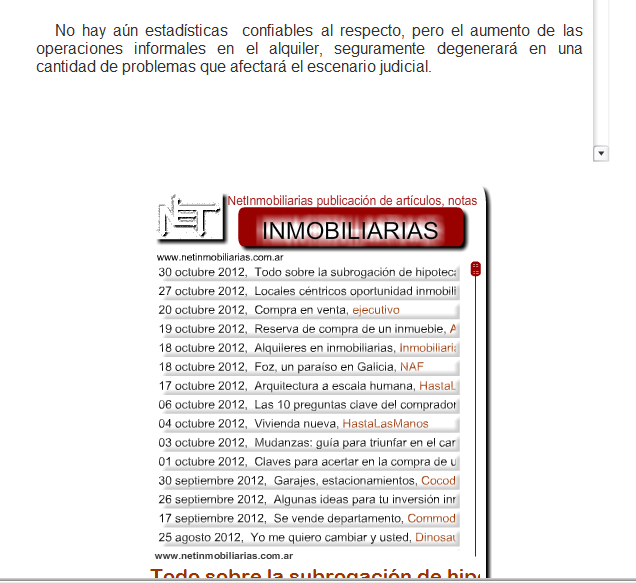 No hay aún estadísticas confiables al respecto, pero el aumento de las
operaciones informales en el alquiler, seguramente degenerará en una
cantidad de problemas que afectará el escenario judicial.
NET
NetInmobiliarias publicación de artículos, notas
INMOBILIARIAS
www.netinmobiliarias.com.ar
30 octubre 2012, Todo sobre la subrogación de hipotec
27 octubre 2012, Locales céntricos oportunidad inmobili
20 octubre 2012, Compra en venta, ejecutivo
19 octubre 2012, Reserva de compra de un inmueble, A
18 octubre 2012, Alquileres en inmobiliarias, Inmobiliari
18 octubre 2012, Foz, un paraíso en Galicia, NAF
17 octubre 2012, Arquitectura a escala humana, HastaL
06 octubre 2012, Las 10 preguntas clave del comprador
04 octubre 2012, Vivienda nueva, HastaLasManos
03 octubre 2012, Mudanzas: guía para triunfar en el car
01 octubre 2012, Claves para acertar en la compra de u
30 septiembre 2012, Garajes, estacionamientos, Cocod
26 septiembre 2012, Algunas ideas para tu inversión inr
17 septiembre 2012, Se vende departamento, Commod
25 agosto 2012, Yo me quiero cambiar y usted, Dinosau
www.netinmobiliarias.com.ar
Todo sobre la subrogación de hip